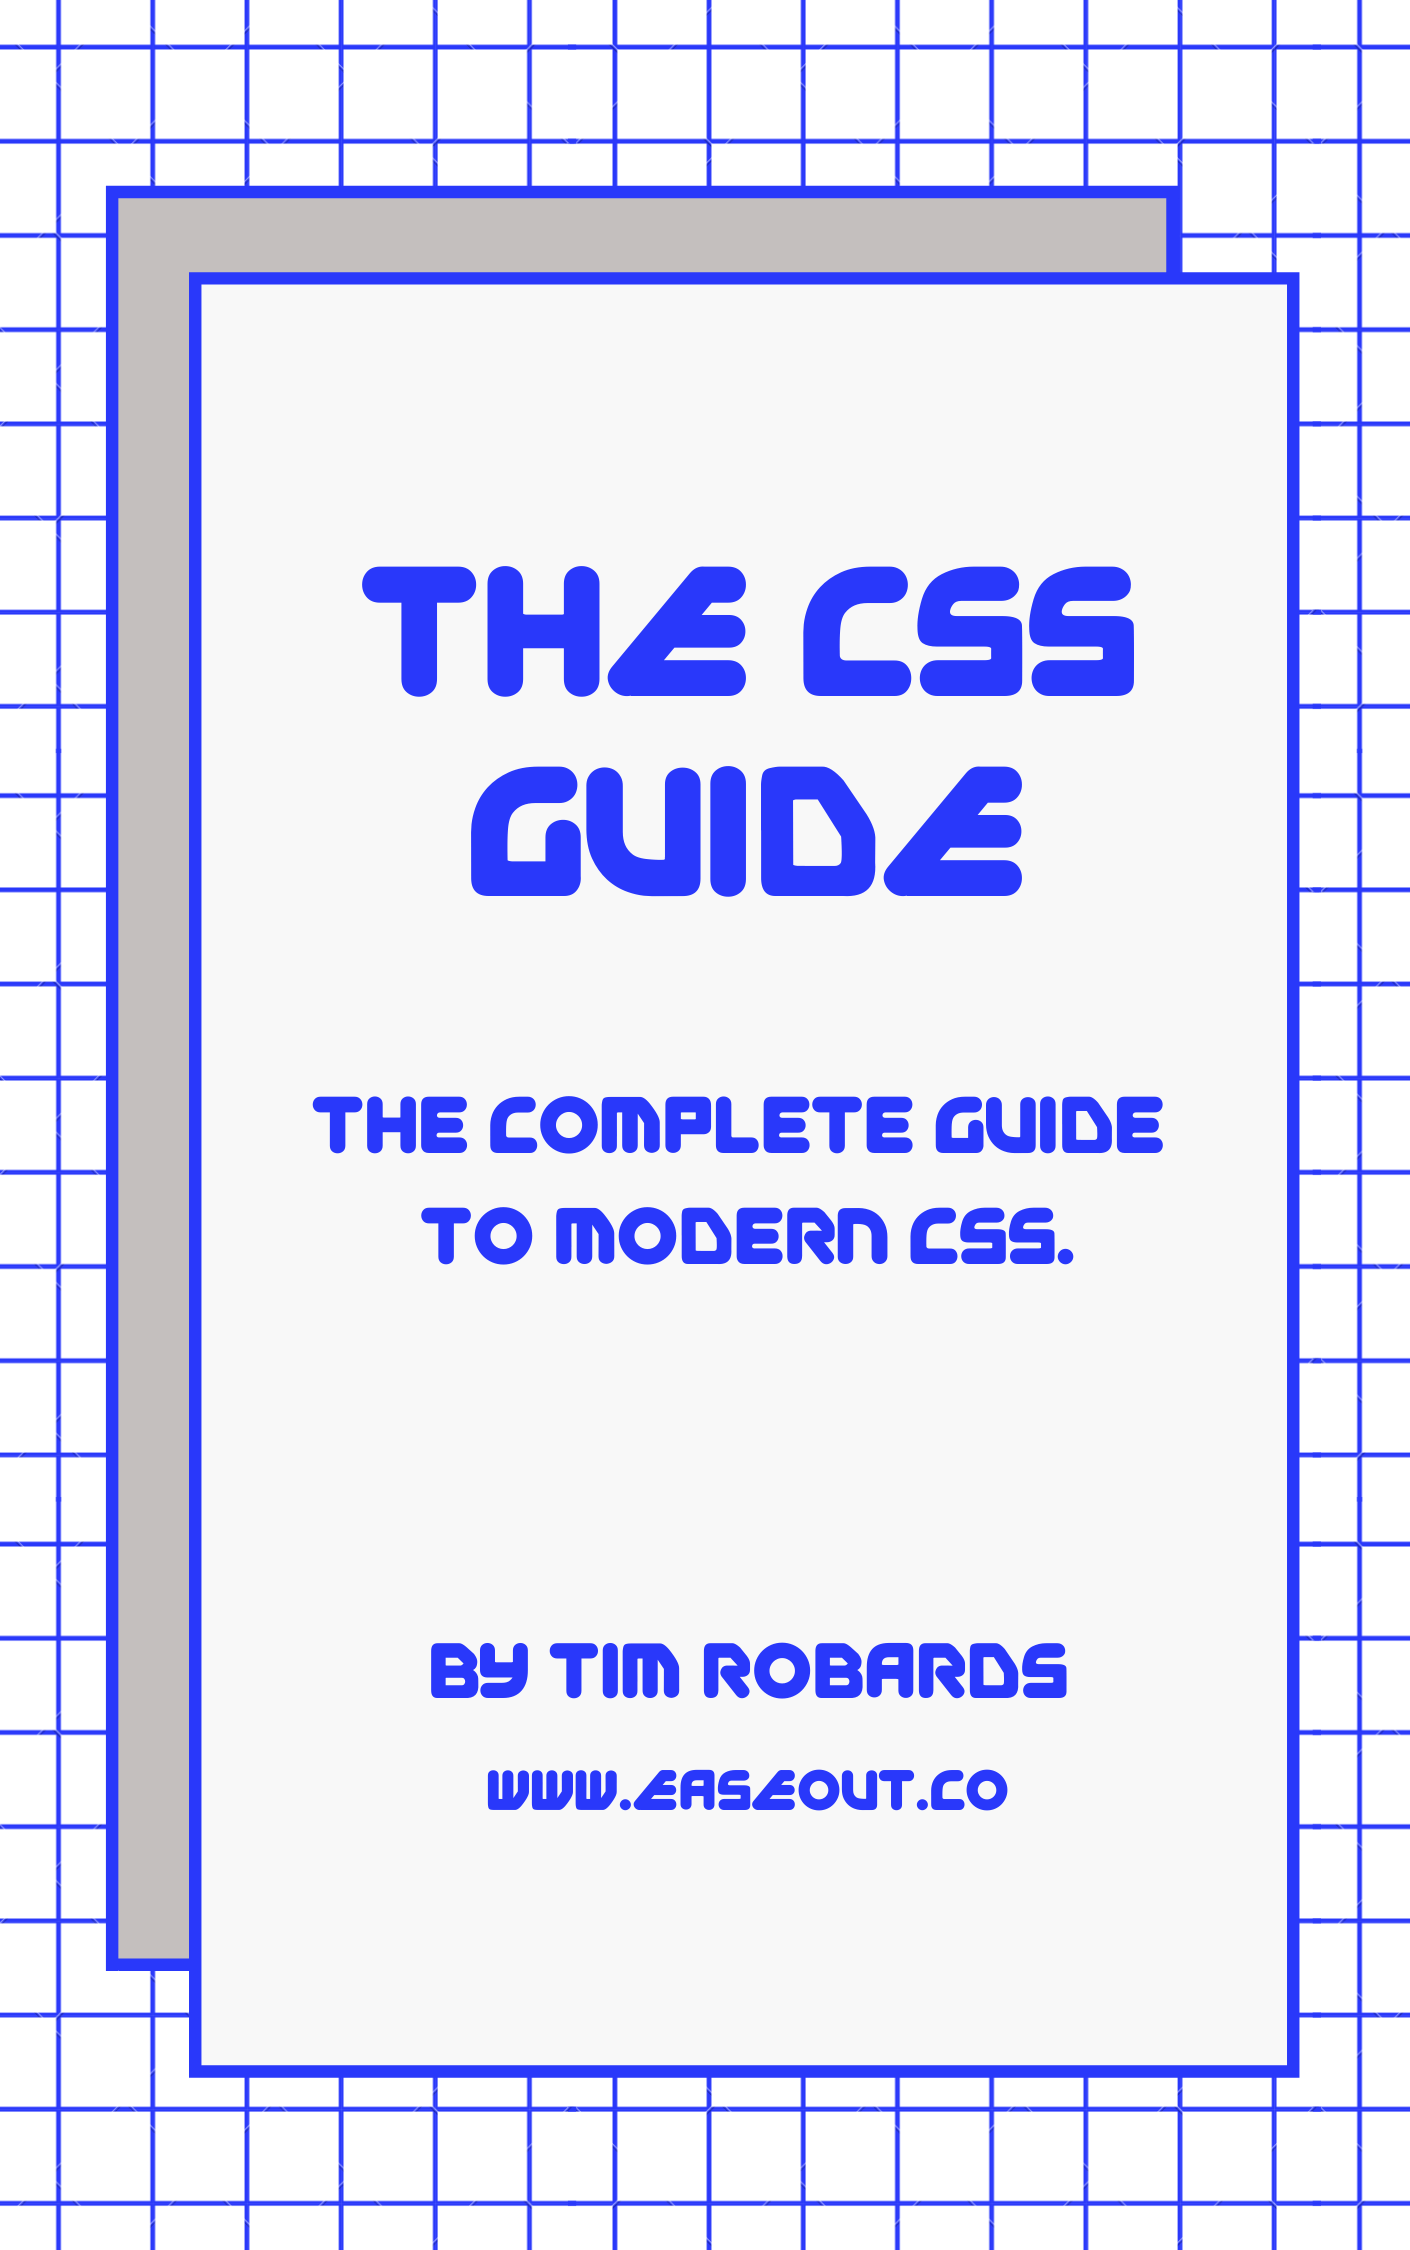 THE CSS
GUIDE
THE COMPLETE GUIDE
TO MODERN CSS.
BY TIM ROBARDS
WWW.EASEOUT.CO